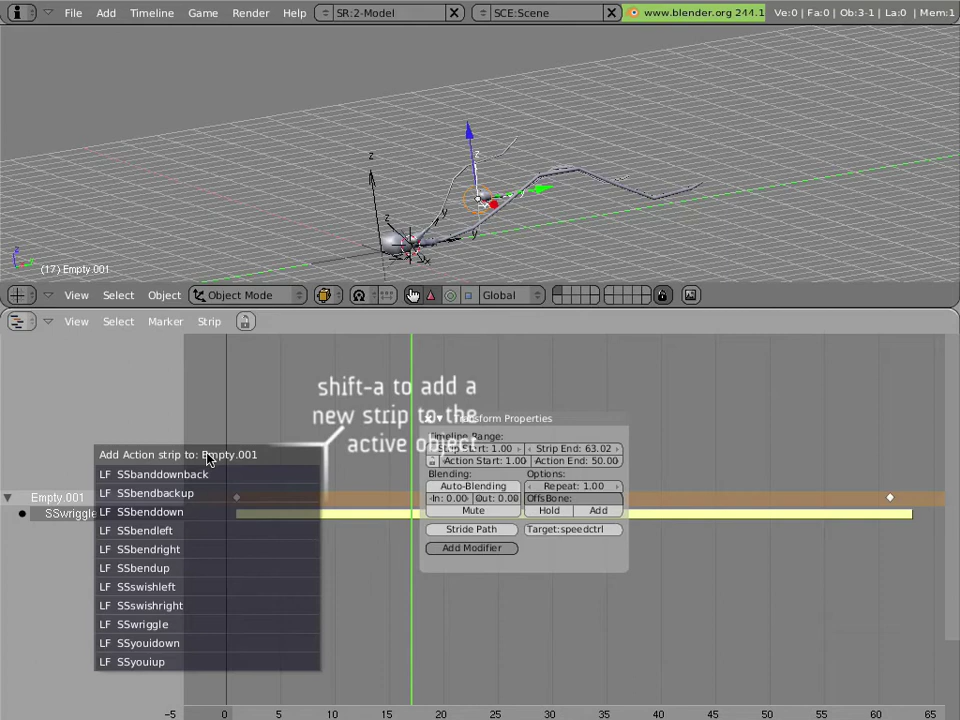 File Add Timeline Game Render Help SR:2-Model SCE:Scene www.blender.org 244.1 Ve:0 | Fa:0 | Ob:3-1 | La:0 | Mem:1
z
z
z
y
y
y
x
z
(17) Empty.001
View Select Object Object Mode Global
View Select Marker Strip
shift-a to add a
new strip to the
active object
Transform Properties
Timeline Range:
Strip Start: 1.00 Strip End: 63.02
Action Start: 1.00 Action End: 50.00
Blending: Options:
Auto-Blending Repeat: 1.00
In: 0.00 Out: 0.00 OffsBone:
Mute Hold Add
Stride Path Target:speedctrl
Add Modifier
Add Action strip to: Empty.001
LF SSbanddownback
LF SSbendbackup
LF SSbenddown
LF SSbendleft
LF SSbendright
LF SSbendup
LF SSswishleft
LF SSswishright
LF SSwriggle
LF SSyouidown
LF SSyouiup
Empty.001
SSwriggle
-5 0 5 10 15 20 25 30 35 40 45 50 55 60 65